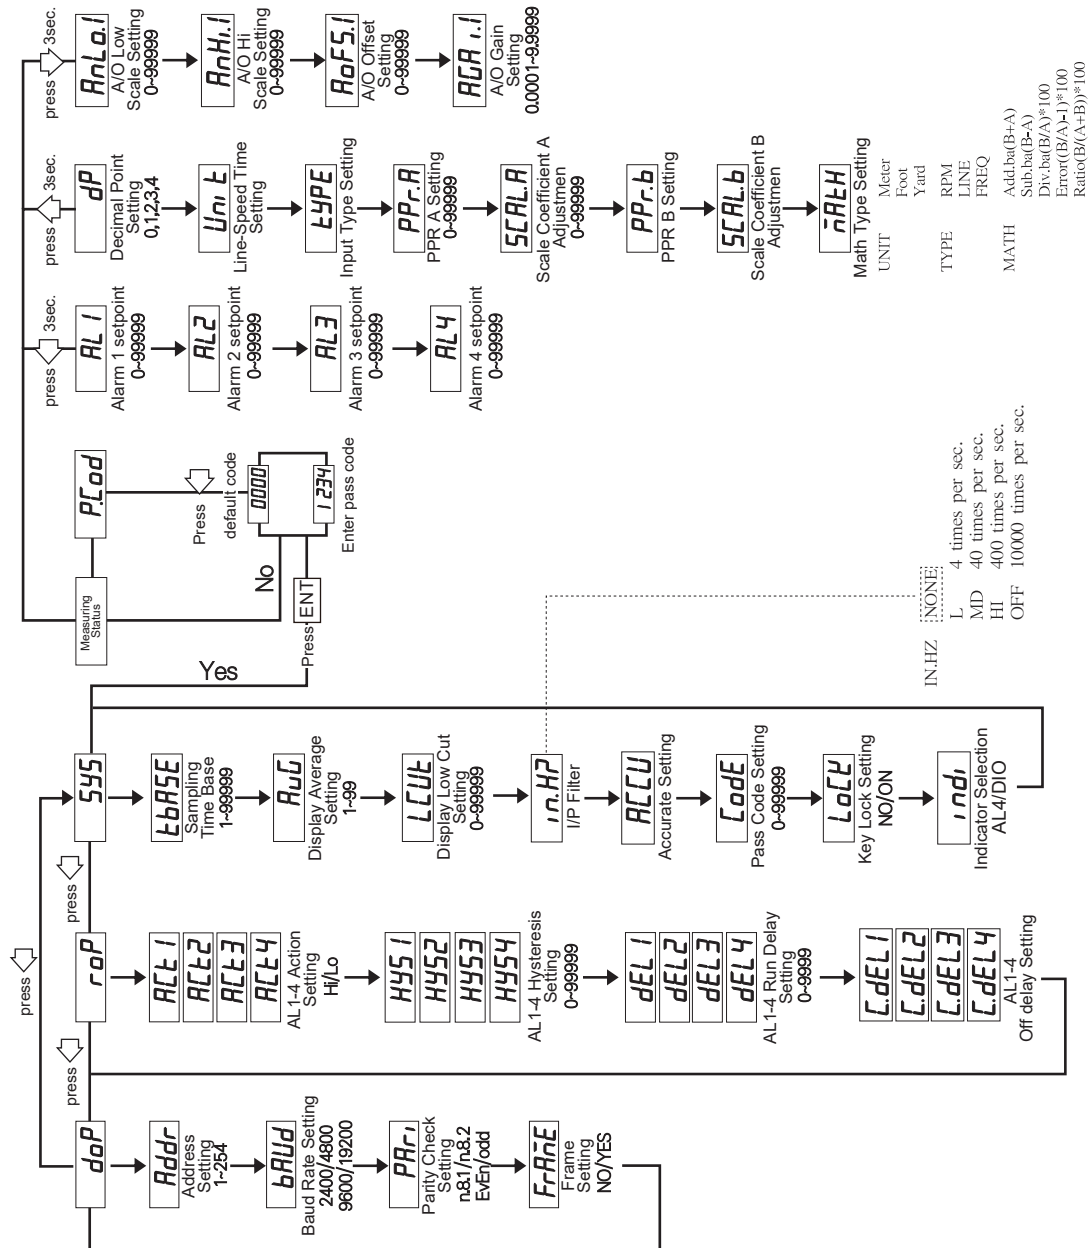 press
3sec.
AnLo.1
A/O Low
Scale Setting
0~99999
AnHi.1
A/O Hi
Scale Setting
0~99999
AoFS.1
A/O Offset
Setting
0~99999
AGAi.1
A/O Gain
Setting
0.0001~9.9999
press
3sec.
dP
Decimal Point
Setting
0,1,2,3,4
Unit
Line-Speed Time
Setting
tYPE
Input Type Setting
PPr.A
PPR A Setting
0~99999
SCAL.A
Scale Coefficient A
Adjustmen
0~99999
PPr.b
PPR B Setting
SCAL.b
Scale Coefficient B
Adjustmen
mAtH
Math Type Setting
UNIT Meter
Foot
Yard
TYPE RPM
LINE
FREQ
MATH Add.ba(B+A)
Sub.ba(B-A)
Div.ba(B/A)*100
Error((B/A)-1)*100
Ratio(B/(A+B))*100
press
3sec.
AL1
Alarm 1 setpoint
0~99999
AL2
Alarm 2 setpoint
0~99999
AL3
Alarm 3 setpoint
0~99999
AL4
Alarm 4 setpoint
0~99999
Measuring
Status
P.Cod
Press
default code
0000
1234
Enter pass code
No
Press
ENT
Yes
SYS
tbASE
Sampling
Time Base
1~99999
AvG
Display Average
Setting
1~99
LCUt
Display Low Cut
Setting
0~99999
in.HZ
I/P Filter
ACCU
Accurate Setting
CodE
Pass Code Setting
0~99999
LoCK
Key Lock Setting
NO/ON
indi
Indicator Selection
AL4/DIO
IN.HZ NONE
L 4 times per sec.
MD 40 times per sec.
HI 400 times per sec.
OFF 10000 times per sec.
press
press
roP
ACt1
ACt2
ACt3
ACt4
AL1-4 Action
Setting
Hi/Lo
HYS1
HYS2
HYS3
HYS4
AL1-4 Hysteresis
Setting
0~99999
dEL1
dEL2
dEL3
dEL4
AL1-4 Run Delay
Setting
0~9999
C.dEL1
C.dEL2
C.dEL3
C.dEL4
AL1-4
Off delay Setting
press
doP
Addr
Address
Setting
1~254
bAUd
Baud Rate Setting
2400/4800
9600/19200
PAri
Parity Check
Setting
n.8.1/n.8.2
EvEn/odd
FrAmE
Frame
Setting
NO/YES